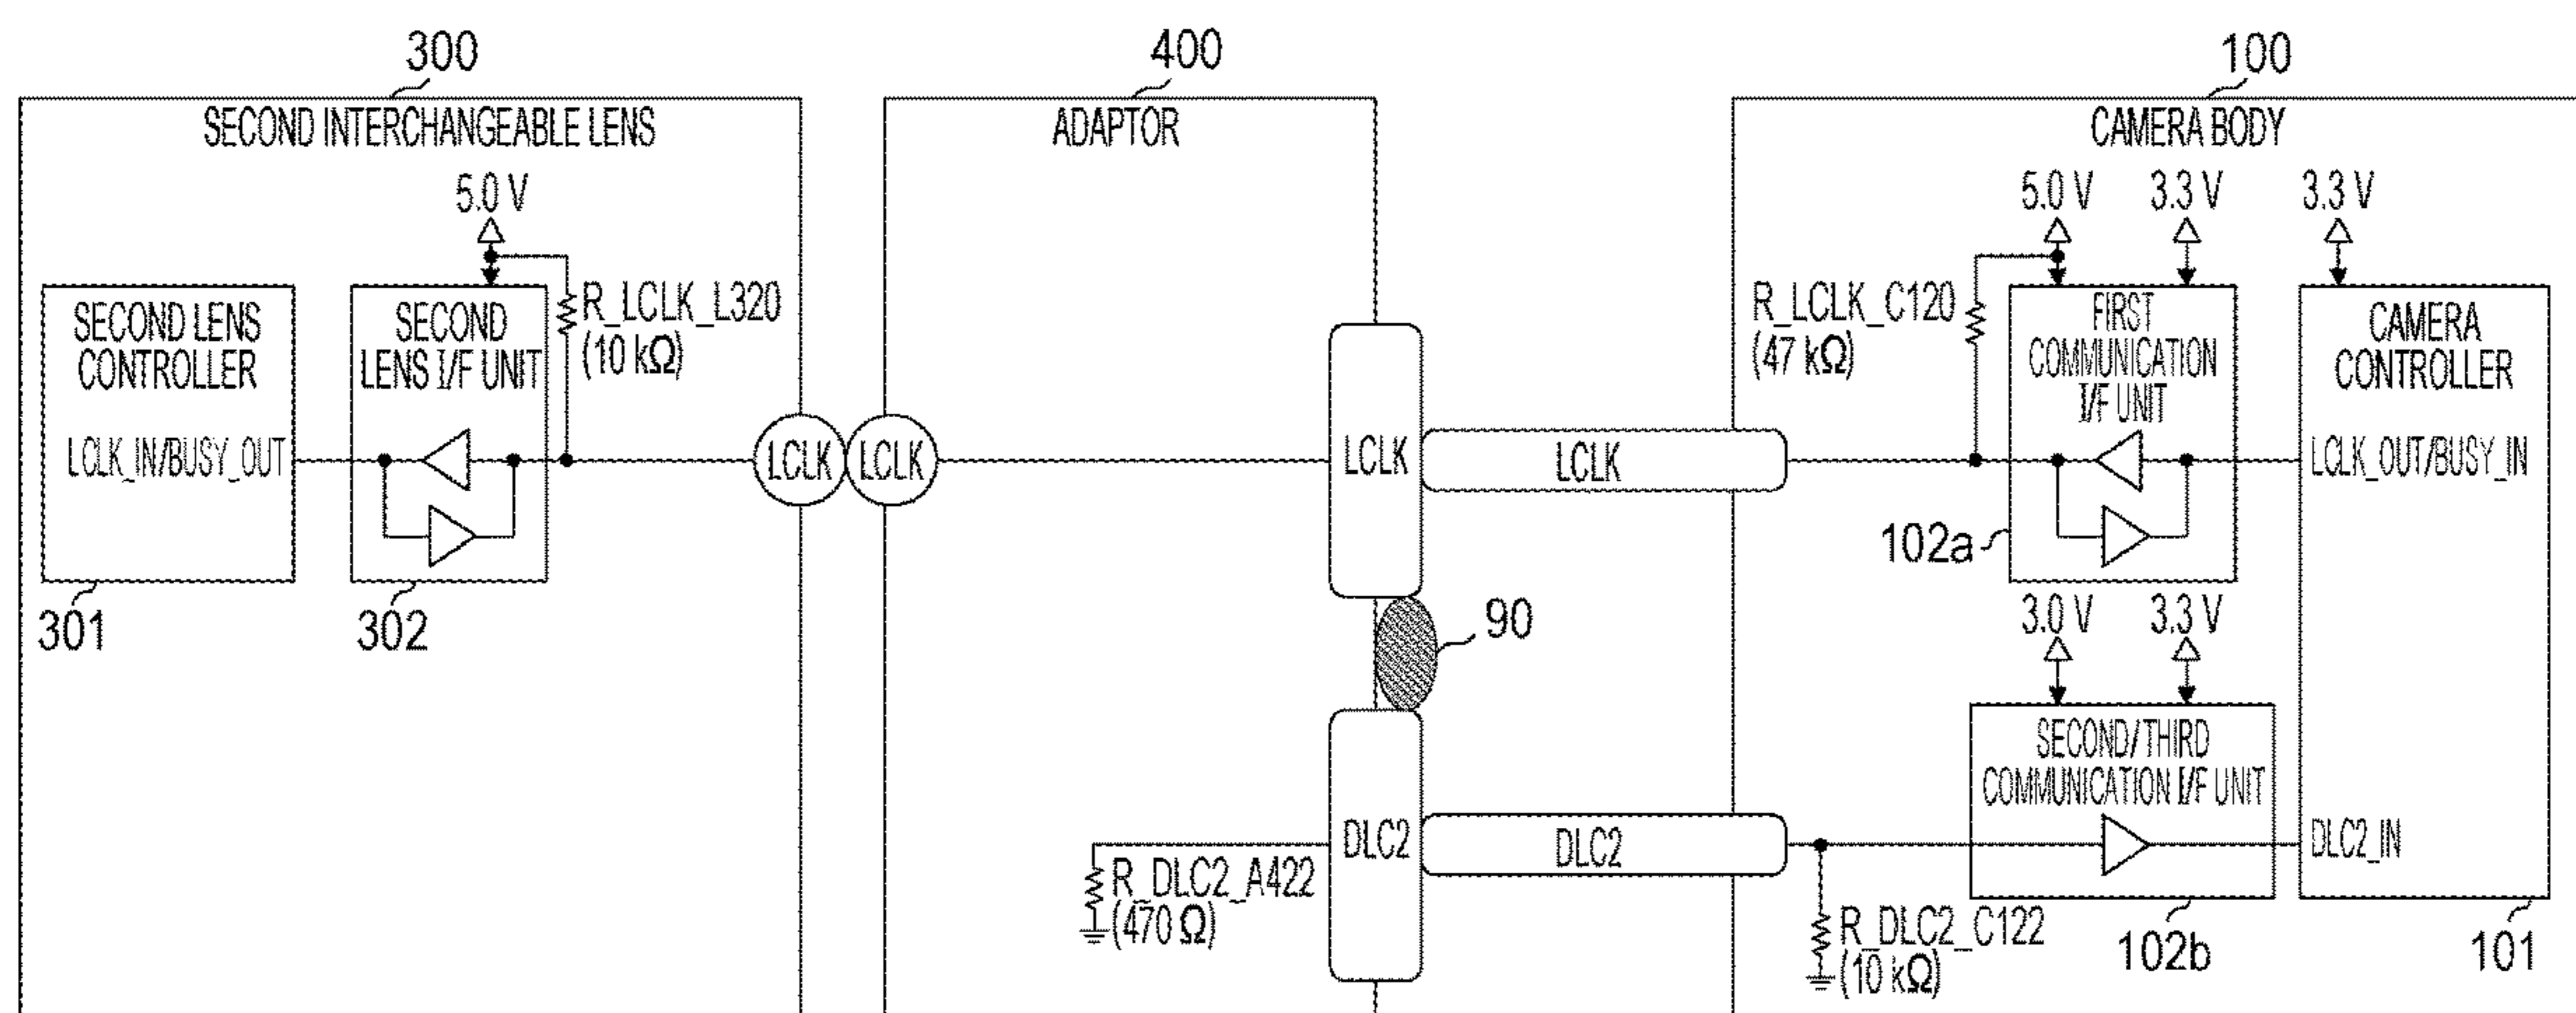 300
400
100
SECOND INTERCHANGEABLE LENS
ADAPTOR
CAMERA BODY
5.0 V
5.0 V
3.3 V
3.3 V
SECOND LENS
CONTROLLER
LCLK_IN/BUSY_OUT
301
SECOND
LENS I/F UNIT
302
R_LCLK_L320
(10 kΩ)
LCLK
LCLK
LCLK
LCLK
R_LCLK_C120
(47 kΩ)
FIRST
COMMUNICATION
I/F UNIT
102a
CAMERA
CONTROLLER
LCLK_OUT/BUSY_IN
90
3.0 V
3.3 V
SECOND/THIRD
COMMUNICATION I/F UNIT
R_DLC2_A422
(470 Ω)
DLC2
DLC2
DLC2_IN
R_DLC2_C122
(10 kΩ)
102b
101